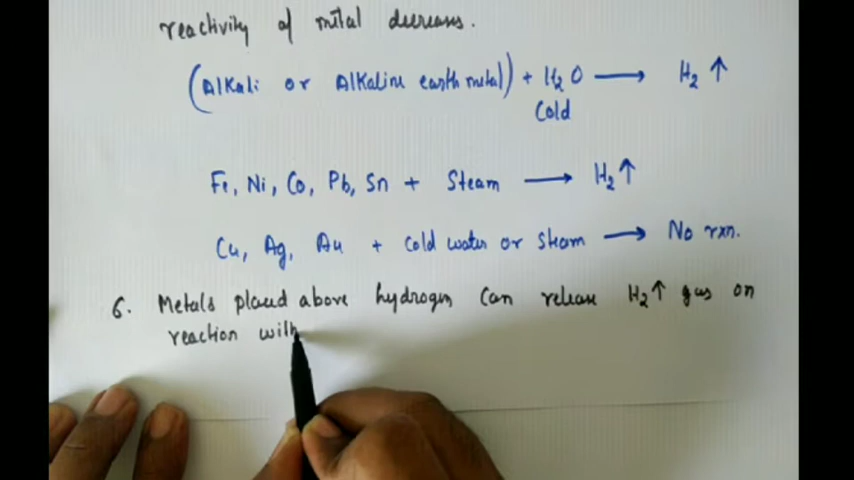 reactivity of metal decreases.
(Alkali or Alkaline earth metal) + H₂O ⟶ H₂ ↑
Cold
Fe, Ni, Co, Pb, Sn + Steam ⟶ H₂↑
Cu, Ag, Au + Cold water or steam ⟶ No rxn.
6. Metals placed above hydrogen can release H₂↑ gas on
reaction with